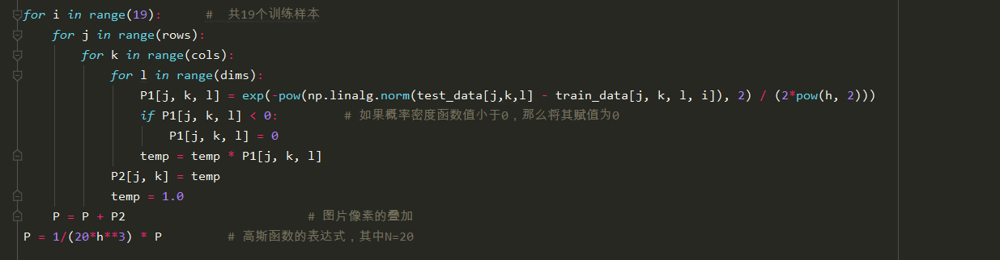 for i in range(19):      #  共19个训练样本
    for j in range(rows):
        for k in range(cols):
            for l in range(dims):
                P1[j, k, l] = exp(-pow(np.linalg.norm(test_data[j,k,l] - train_data[j, k, l, i]), 2) / (2*pow(h, 2)))
                if P1[j, k, l] < 0:         # 如果概率密度函数值小于0，那么将其赋值为0
                    P1[j, k, l] = 0
                temp = temp * P1[j, k, l]
            P2[j, k] = temp
            temp = 1.0
    P = P + P2                         # 图片像素的叠加
P = 1/(20*h**3) * P         # 高斯函数的表达式，其中N=20